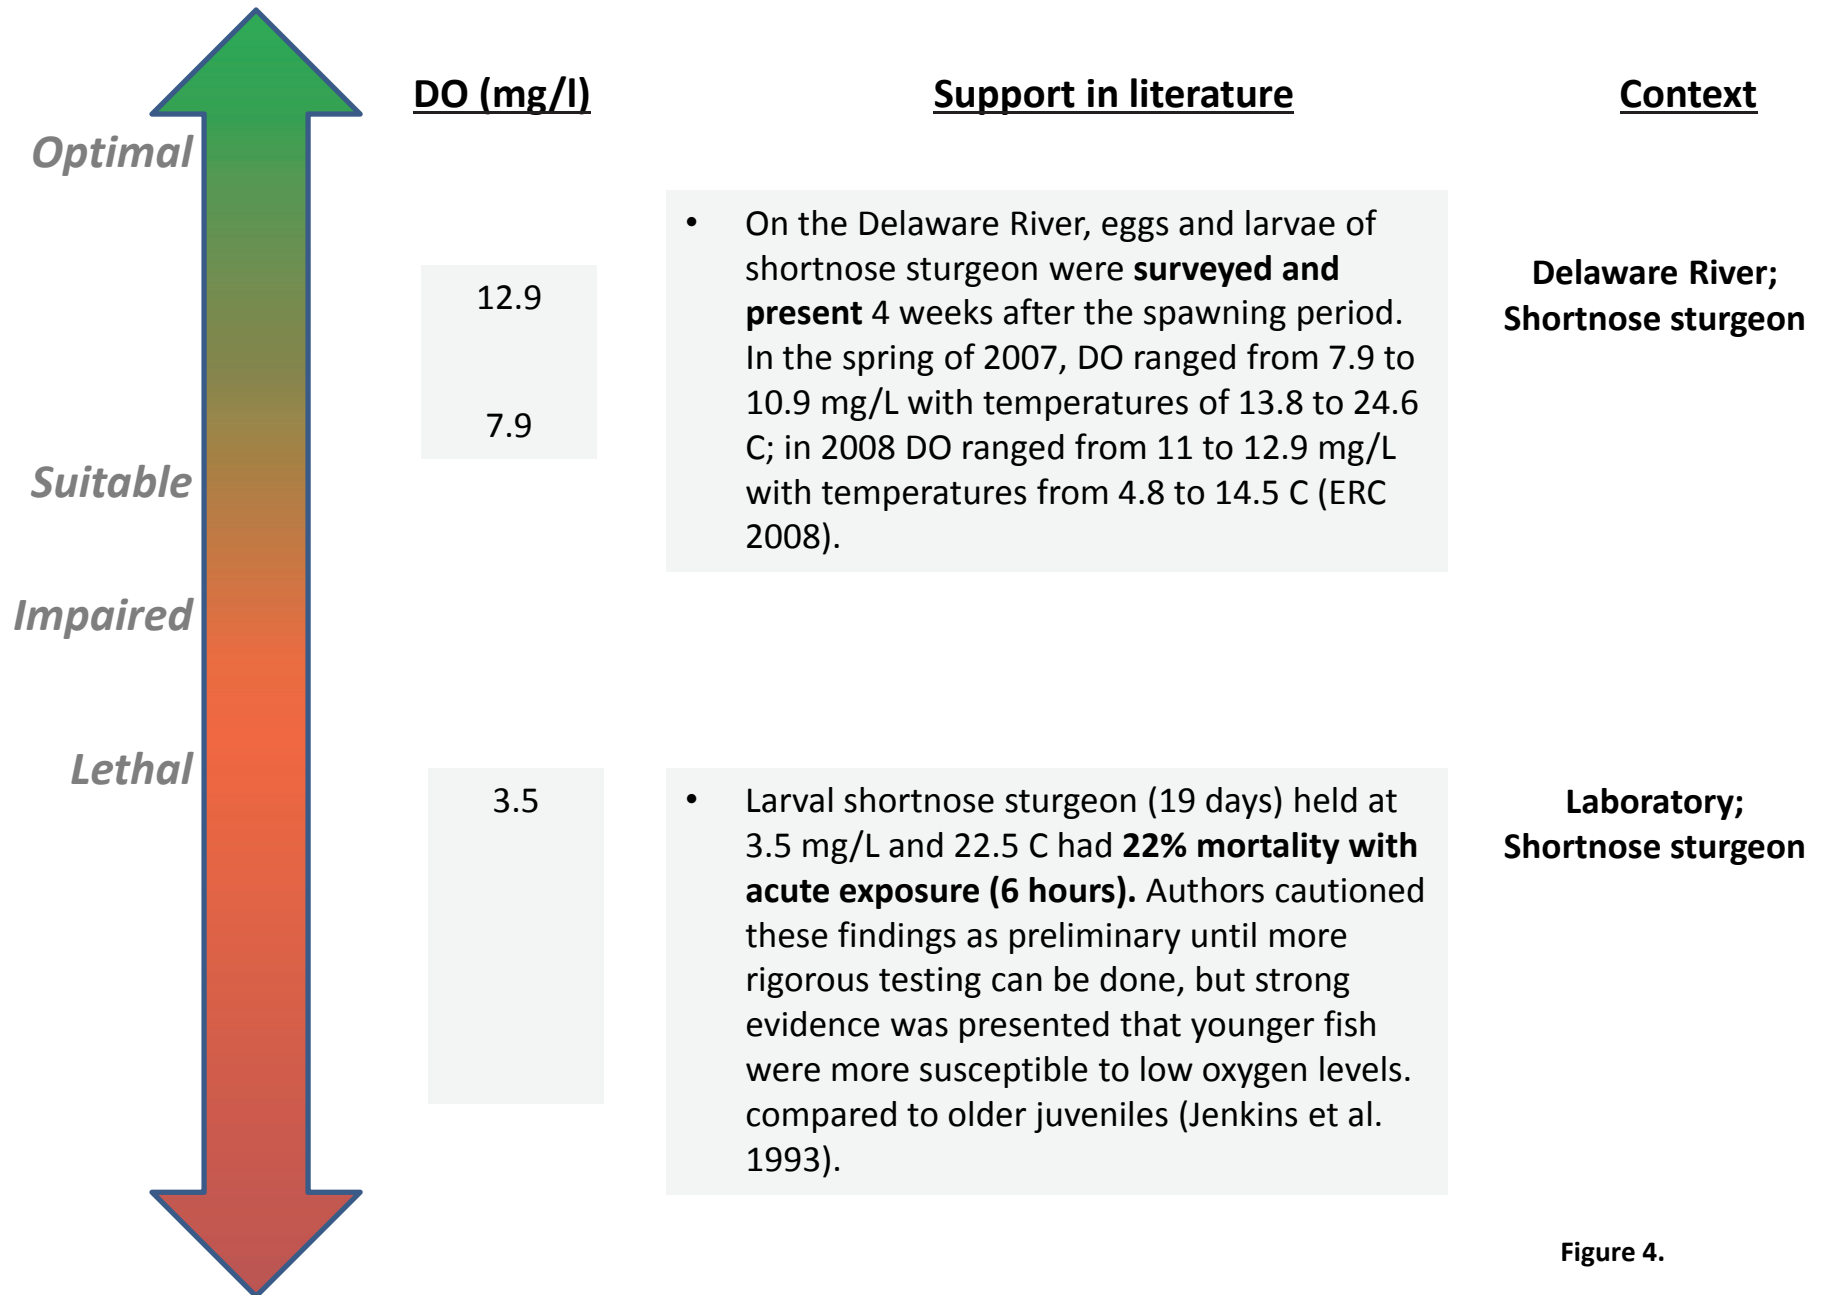 DO (mg/l)
Support in literature
Context
Optimal
Suitable
Impaired
Lethal
12.9
7.9
• On the Delaware River, eggs and larvae of
shortnose sturgeon were surveyed and
present 4 weeks after the spawning period.
In the spring of 2007, DO ranged from 7.9 to
10.9 mg/L with temperatures of 13.8 to 24.6
C; in 2008 DO ranged from 11 to 12.9 mg/L
with temperatures from 4.8 to 14.5 C (ERC
2008).
Delaware River;
Shortnose sturgeon
3.5
• Larval shortnose sturgeon (19 days) held at
3.5 mg/L and 22.5 C had 22% mortality with
acute exposure (6 hours). Authors cautioned
these findings as preliminary until more
rigorous testing can be done, but strong
evidence was presented that younger fish
were more susceptible to low oxygen levels.
compared to older juveniles (Jenkins et al.
1993).
Laboratory;
Shortnose sturgeon
Figure 4.